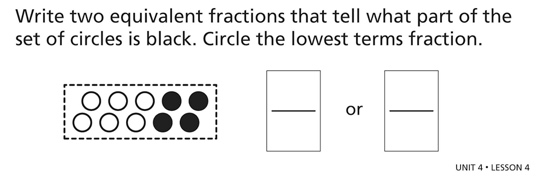 Write two equivalent fractions that tell what part of the
set of circles is black. Circle the lowest terms fraction.
or
UNIT 4 • LESSON 4